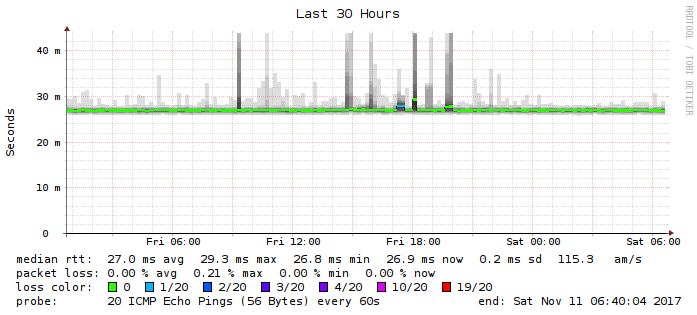 Last 30 Hours
RRDTOOL / TOBI OETIKER
Seconds
40 m
30 m
20 m
10 m
0
Fri 06:00 Fri 12:00 Fri 18:00 Sat 00:00 Sat 06:00
median rtt: 27.0 ms avg 29.3 ms max 26.8 ms min 26.9 ms now 0.2 ms sd 115.3 am/s
packet loss: 0.00 % avg 0.21 % max 0.00 % min 0.00 % now
loss color: 0 1/20 2/20 3/20 4/20 10/20 19/20
probe: 20 ICMP Echo Pings (56 Bytes) every 60s end: Sat Nov 11 06:40:04 2017